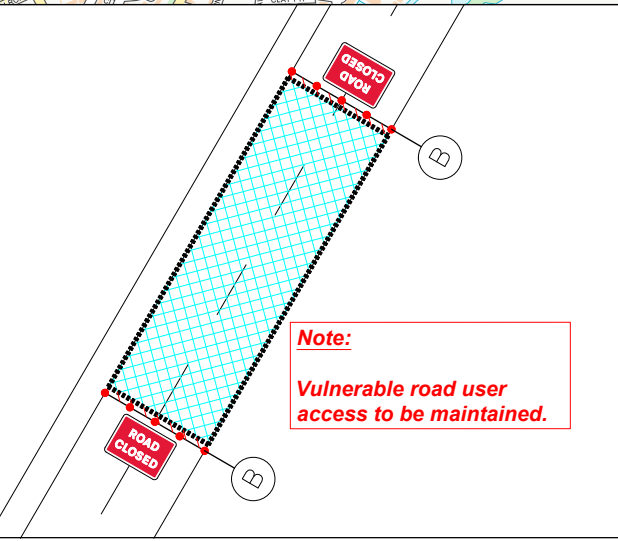 ROAD
CLOSED
B
Note:
Vulnerable road user
access to be maintained.
ROAD
CLOSED
B